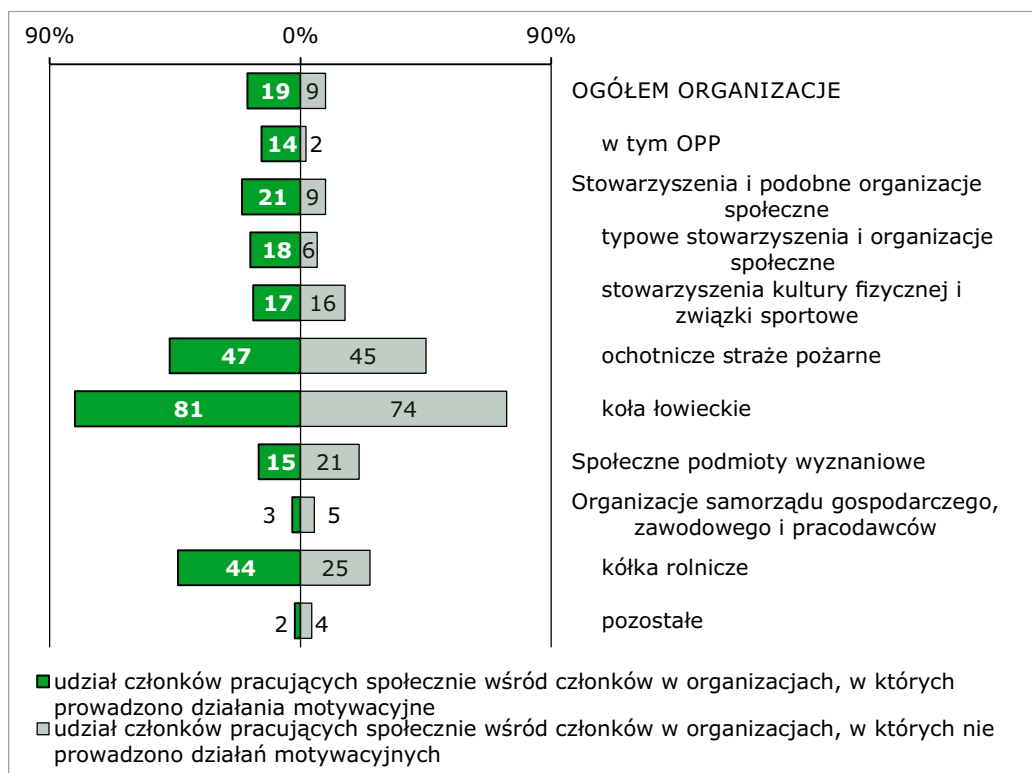 90% 0% 90%
19 9 OGÓŁEM ORGANIZACJE
14 2 w tym OPP
21 9 Stowarzyszenia i podobne organizacje
społeczne
18 6 typowe stowarzyszenia i organizacje
społeczne
17 16 stowarzyszenia kultury fizycznej i
związki sportowe
47 45 ochotnicze straże pożarne
81 74 koła łowieckie
15 21 Społeczne podmioty wyznaniowe
3 5 Organizacje samorządu gospodarczego,
zawodowego i pracodawców
44 25 kółka rolnicze
2 4 pozostałe
udział członków pracujących społecznie wśród członków w organizacjach, w których
prowadzono działania motywacyjne
udział członków pracujących społecznie wśród członków w organizacjach, w których nie
prowadzono działań motywacyjnych